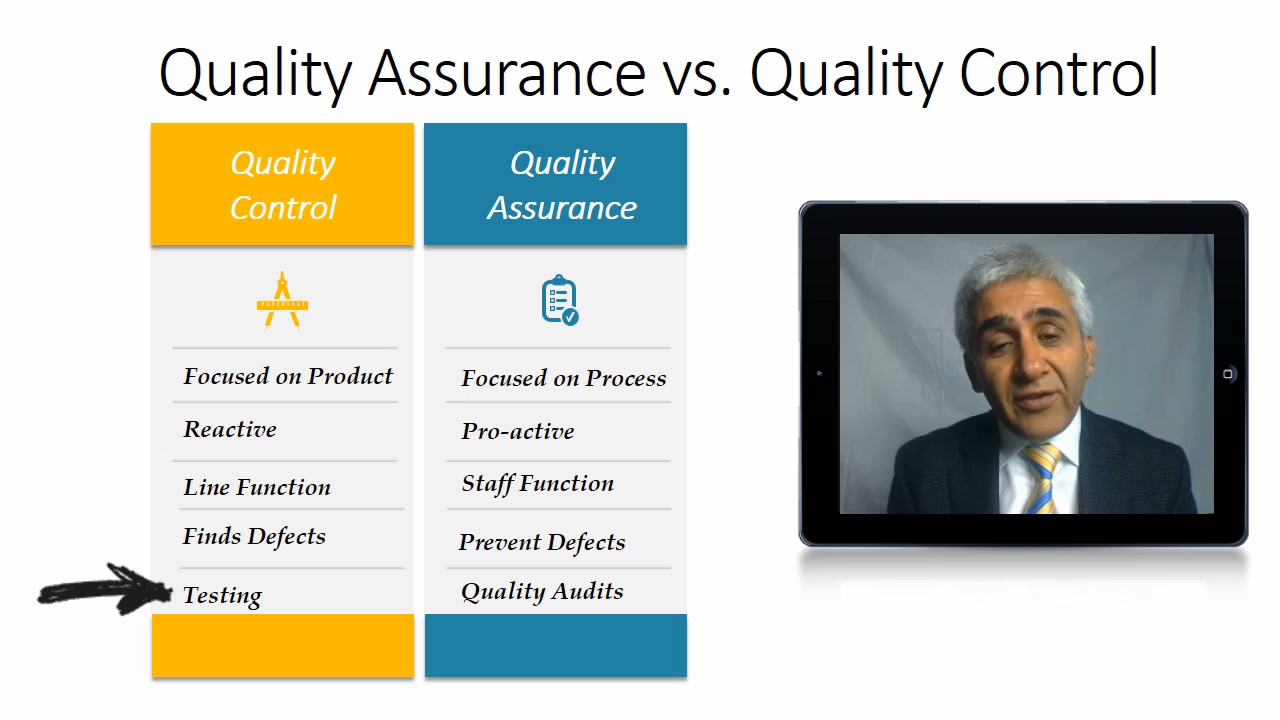 Quality Assurance vs. Quality Control
Quality
Control
Focused on Product
Reactive
Line Function
Finds Defects
Testing
Quality
Assurance
Focused on Process
Pro-active
Staff Function
Prevent Defects
Quality Audits